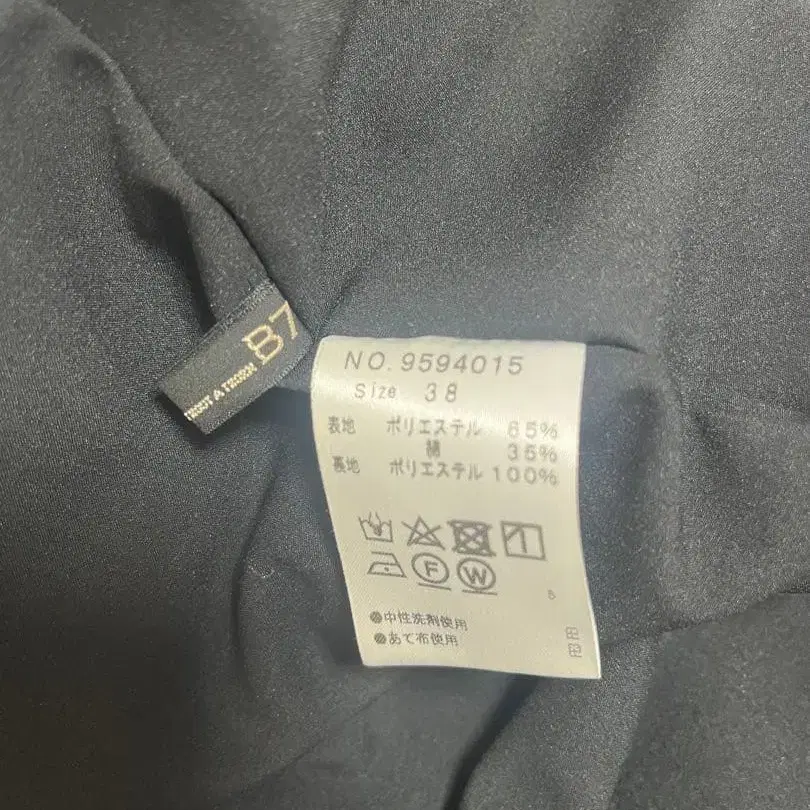 B7
NO. 9594015
Size 38
表地 ポリエステル 65%
綿 35%
裏地 ポリエステル 100%
F W
●中性洗剤使用
●あて布使用